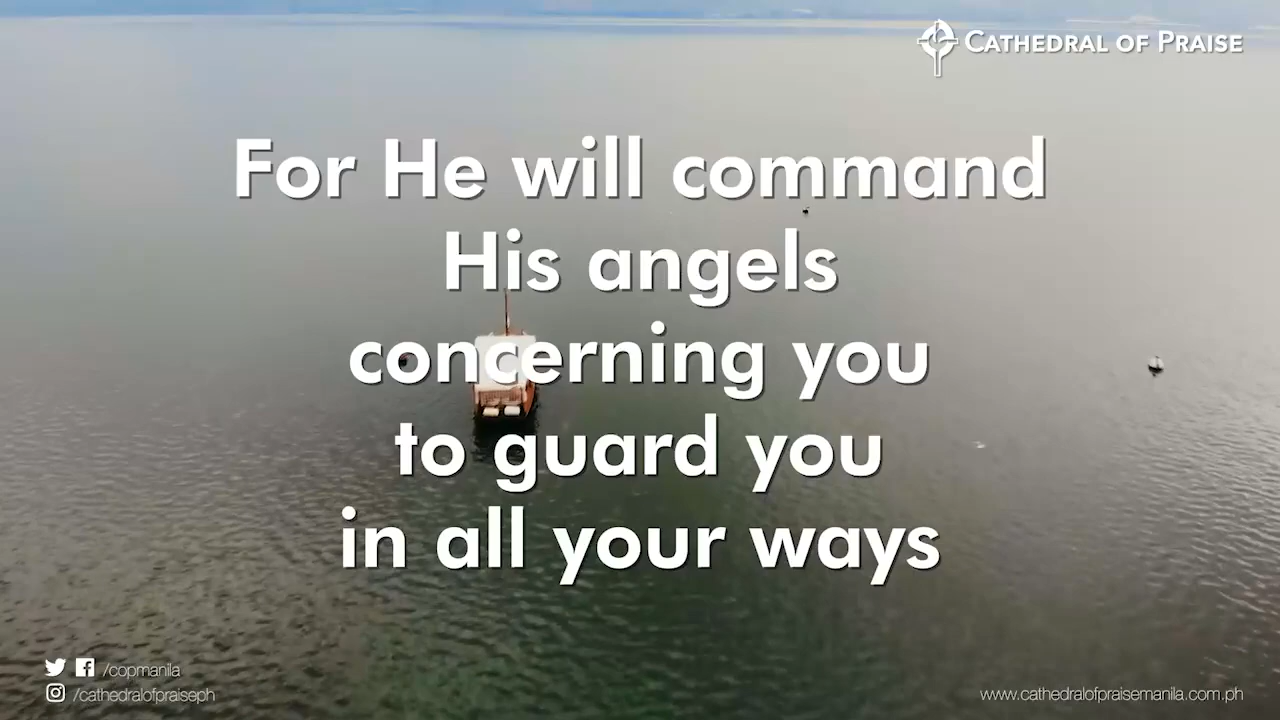 CATHEDRAL OF PRAISE
For He will command
His angels
concerning you
to guard you
in all your ways
/copmanila
/cathedralofpraiseph
www.cathedralofpraisemanila.com.ph